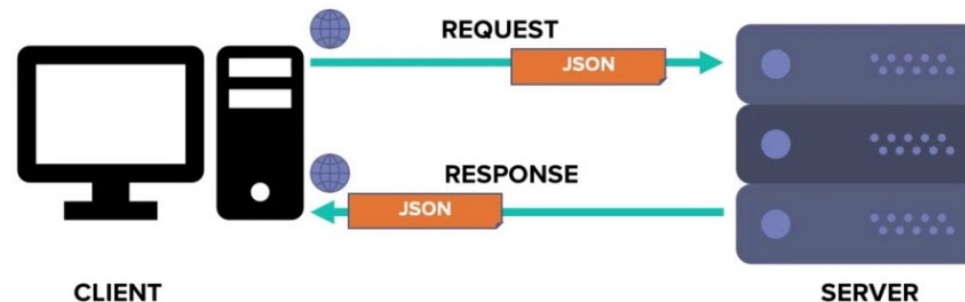 REQUEST
JSON
RESPONSE
JSON
CLIENT
SERVER